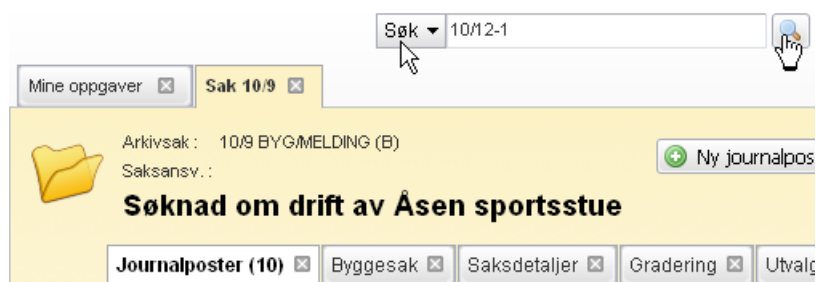 Søk 10/12-1
Mine oppgaver Sak 10/9
Arkivsak : 10/9 BYG/MELDING (B)
Ny journalpos
Saksansv. :
Søknad om drift av Åsen sportsstue
Journalposter (10) Byggesak Saksdetaljer Gradering Utvalg